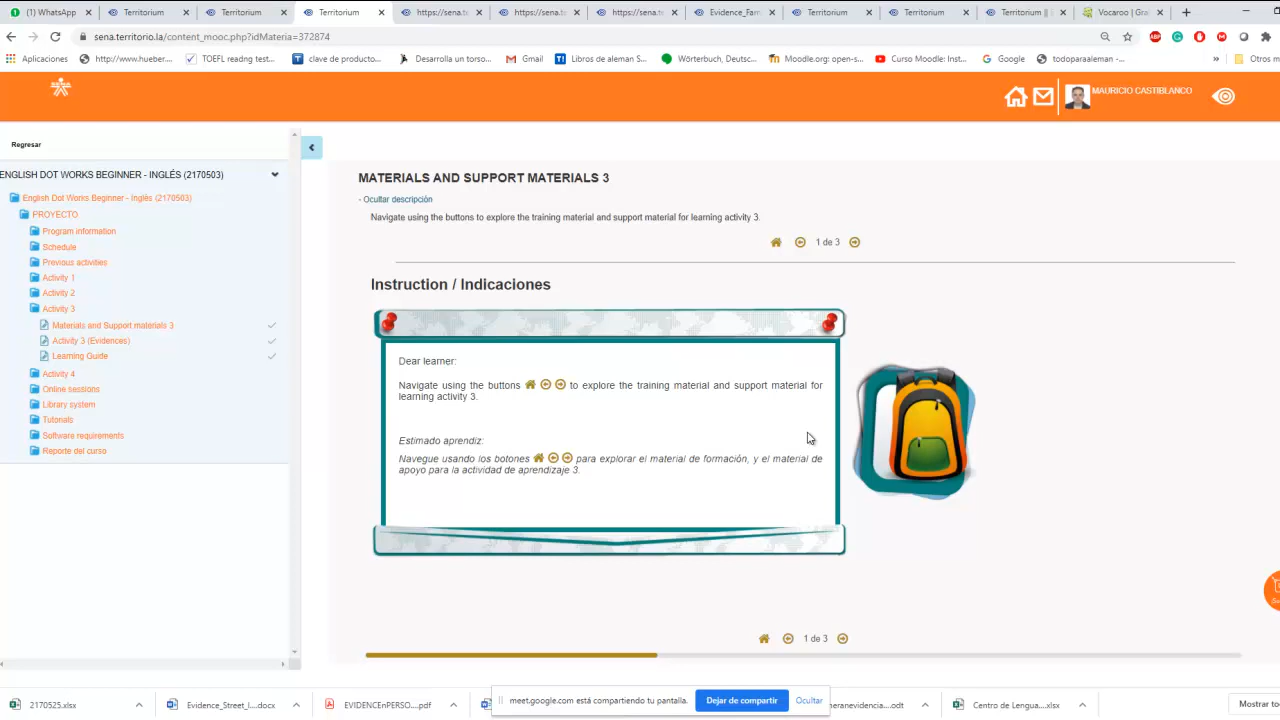 (1) WhatsApp
Territorium
Territorium
Territorium
https://sena.t
https://sena.t
https://sena.t
Evidence_Fam
Territorium
Territorium
Territorium ||
Vocaroo | Gra
sena.territorio.la/content_mooc.php?idMateria=372874
Aplicaciones
http://www.hueber....
TOEFL readng test...
clave de producto...
Desarrolla un torso...
Gmail
Libros de aleman S...
Wörterbuch, Deutsc...
Moodle.org: open-s...
Curso Moodle: Inst...
Google
todoparaaleman -...
»
Otros m
MAURICIO CASTIBLANCO
Regresar
ENGLISH DOT WORKS BEGINNER - INGLÉS (2170503)
English Dot Works Beginner - Inglés (2170503)
PROYECTO
Program information
Schedule
Previous activities
Activity 1
Activity 2
Activity 3
Materials and Support materials 3
Activity 3 (Evidences)
Learning Guide
Activity 4
Online sessions
Library system
Tutorials
Software requirements
Reporte del curso
MATERIALS AND SUPPORT MATERIALS 3
- Ocultar descripción
Navigate using the buttons to explore the training material and support material for learning activity 3.
1 de 3
Instruction / Indicaciones
Dear learner:
Navigate using the buttons to explore the training material and support material for
learning activity 3.
Estimado aprendiz:
Navegue usando los botones para explorar el material de formación, y el material de
apoyo para la actividad de aprendizaje 3.
1 de 3
2170525.xlsx
Evidence_Street_l....docx
EVIDENCEnPERSO....pdf
meet.google.com está compartiendo tu pantalla.
Dejar de compartir
Ocultar
neranevidencia....odt
Centro de Lengua....xlsx
Mostrar to